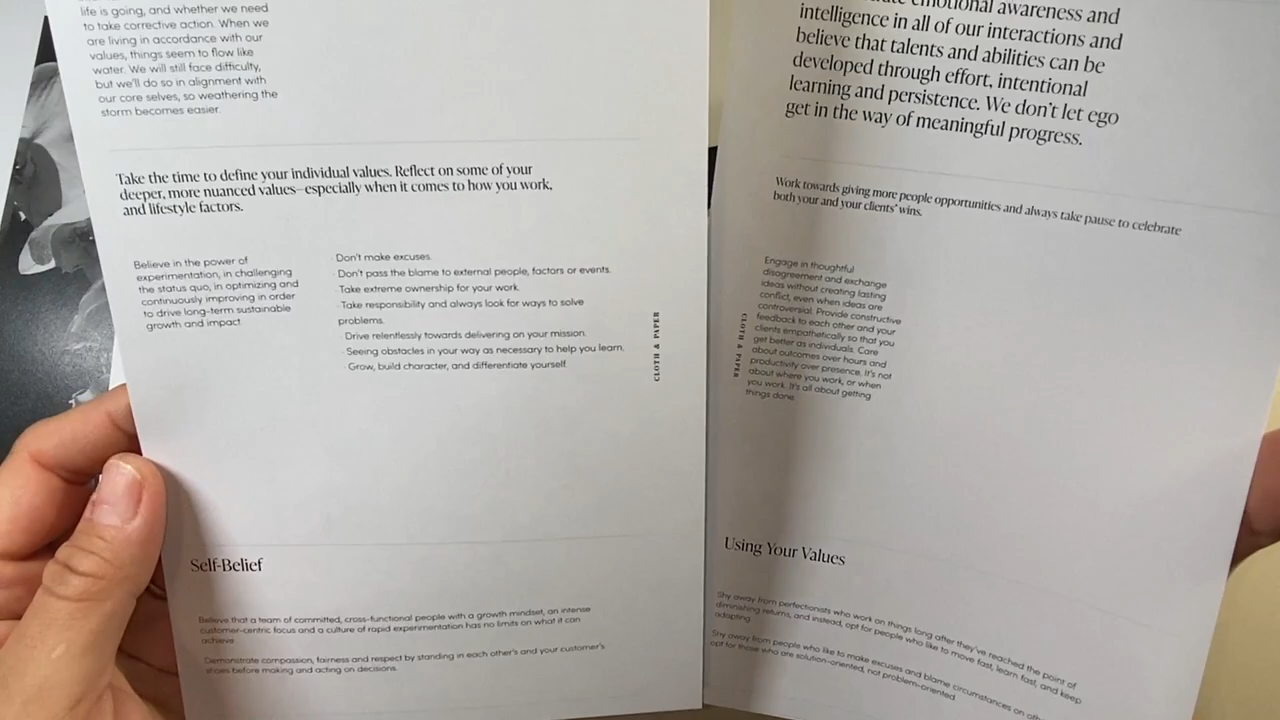 life is going, and whether we need
to take corrective action. When we
are living in accordance with our
values, things seem to flow like
water. We will still face difficulty,
but we'll do so in alignment with
our core selves, so weathering the
storm becomes easier.
Take the time to define your individual values. Reflect on some of your
deeper, more nuanced values—especially when it comes to how you work,
and lifestyle factors.
Believe in the power of
experimentation, in challenging
the status quo, in optimizing and
continuously improving in order
to drive long-term sustainable
growth and impact.
· Don't make excuses.
· Don't pass the blame to external people, factors or events.
· Take extreme ownership for your work.
· Take responsibility and always look for ways to solve
problems.
· Drive relentlessly towards delivering on your mission.
· Seeing obstacles in your way as necessary to help you learn.
· Grow, build character, and differentiate yourself.
CLOTH & PAPER
Self-Belief
Believe that a team of committed, cross-functional people with a growth mindset, an intense
customer-centric focus and a culture of rapid experimentation has no limits on what it can
achieve.
Demonstrate compassion, fairness and respect by standing in each other's and your customer's
shoes before making and acting on decisions.
emotional awareness and
intelligence in all of our interactions and
believe that talents and abilities can be
developed through effort, intentional
learning and persistence. We don't let ego
get in the way of meaningful progress.
Work towards giving more people opportunities and always take pause to celebrate
both your and your clients' wins.
Engage in thoughtful
disagreement and exchange
ideas without creating lasting
conflict, even when ideas are
controversial. Provide constructive
feedback to each other and your
clients empathetically so that you
get better as individuals. Care
about outcomes over hours and
productivity over presence. It's not
about where you work, or when
you work. It's all about getting
things done.
CLOTH & PAPER
Using Your Values
Shy away from perfectionists who work on things long after they've reached the point of
diminishing returns, and instead, opt for people who like to move fast, learn fast, and keep
adapting.
Shy away from people who like to make excuses and blame circumstances on
opt for those who are solution-oriented, not problem-oriented.